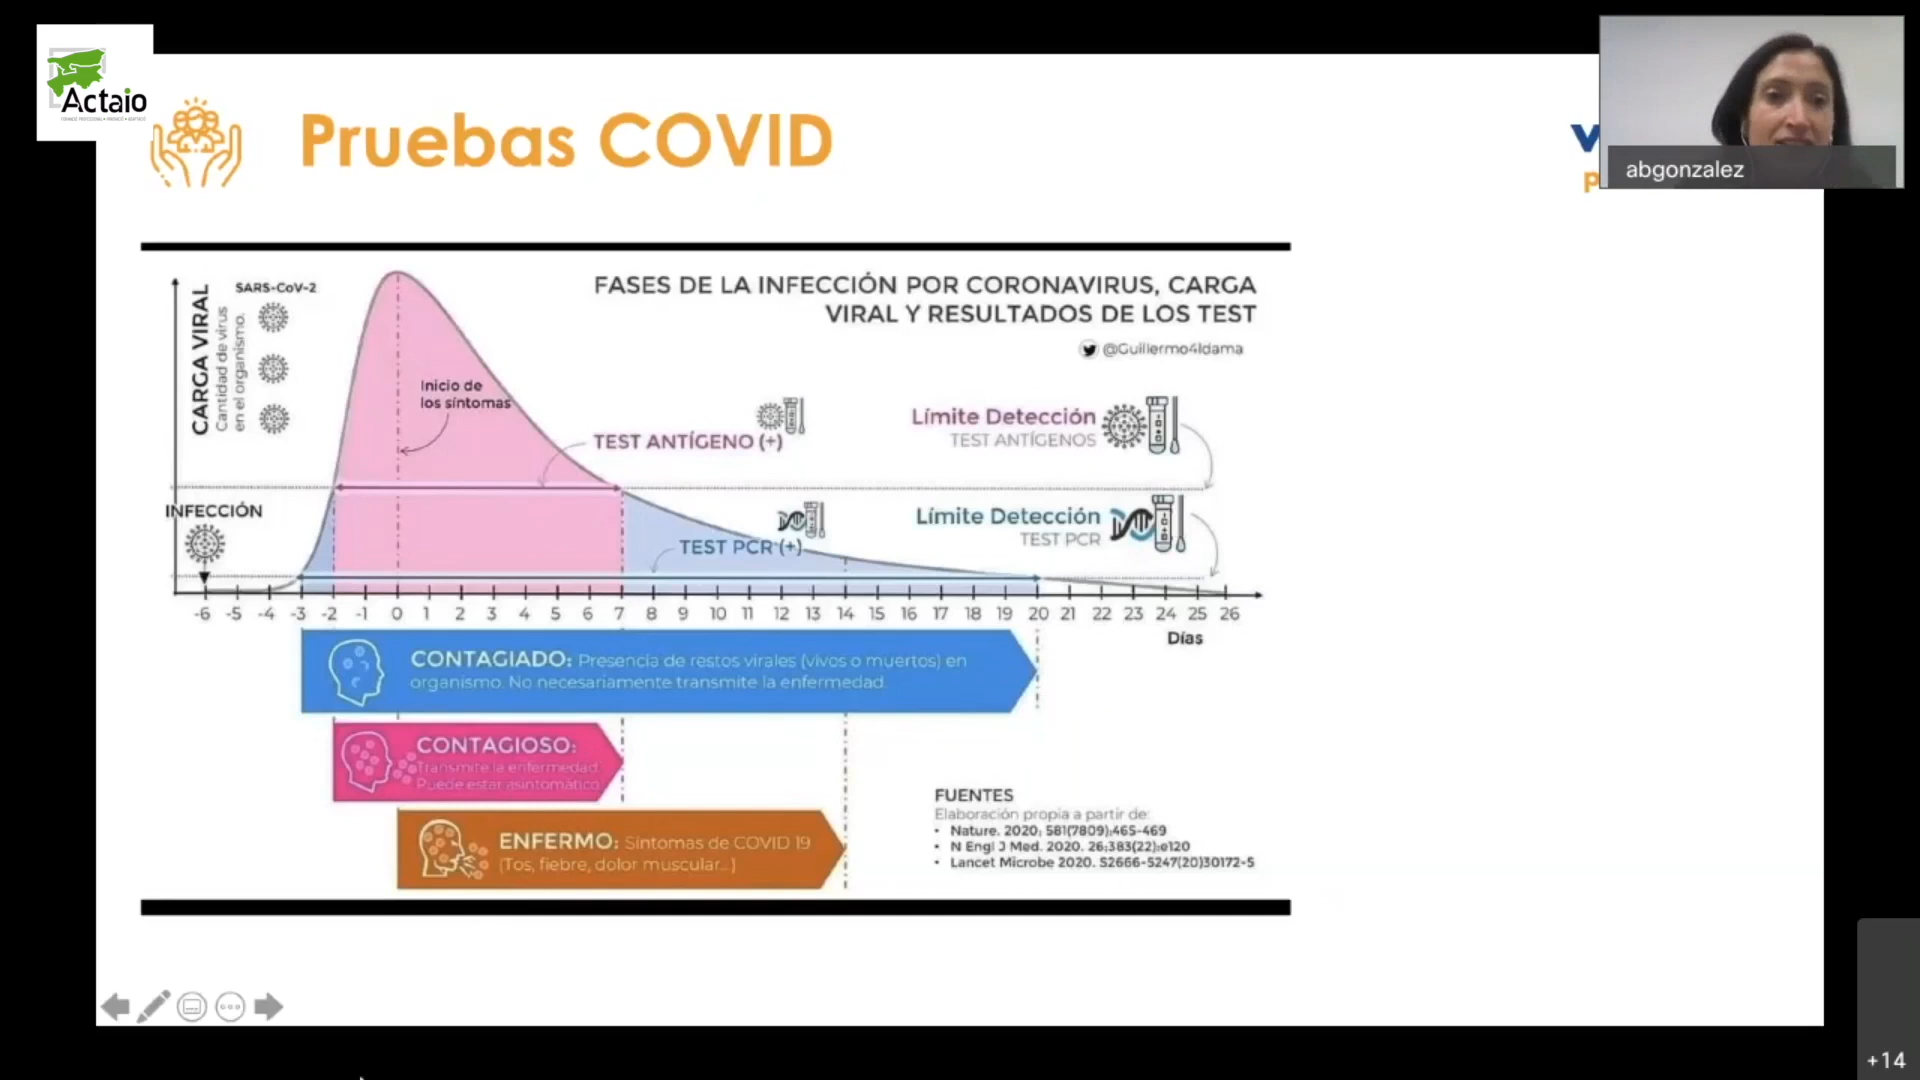 Actaio
Pruebas COVID
abgonzalez
FASES DE LA INFECCIÓN POR CORONAVIRUS, CARGA
VIRAL Y RESULTADOS DE LOS TEST
@Guillermo4ldama
CARGA VIRAL
Cantidad de virus
en el organismo.
SARS-CoV-2
Inicio de
los síntomas
TEST ANTÍGENO (+)
Límite Detección
TEST ANTÍGENOS
INFECCIÓN
TEST PCR (+)
Límite Detección
TEST PCR
-6 -5 -4 -3 -2 -1 0 1 2 3 4 5 6 7 8 9 10 11 12 13 14 15 16 17 18 19 20 21 22 23 24 25 26
Días
CONTAGIADO: Presencia de restos virales (vivos o muertos) en
organismo. No necesariamente transmite la enfermedad.
CONTAGIOSO:
Transmite la enfermedad.
Puede estar asintomático
ENFERMO: Síntomas de COVID 19
(Tos, fiebre, dolor muscular...)
FUENTES
Elaboración propia a partir de:
• Nature. 2020; 581(7809):465-469
• N Engl J Med. 2020. 26;383(22):e120
• Lancet Microbe 2020. S2666-5247(20)30172-5
+14